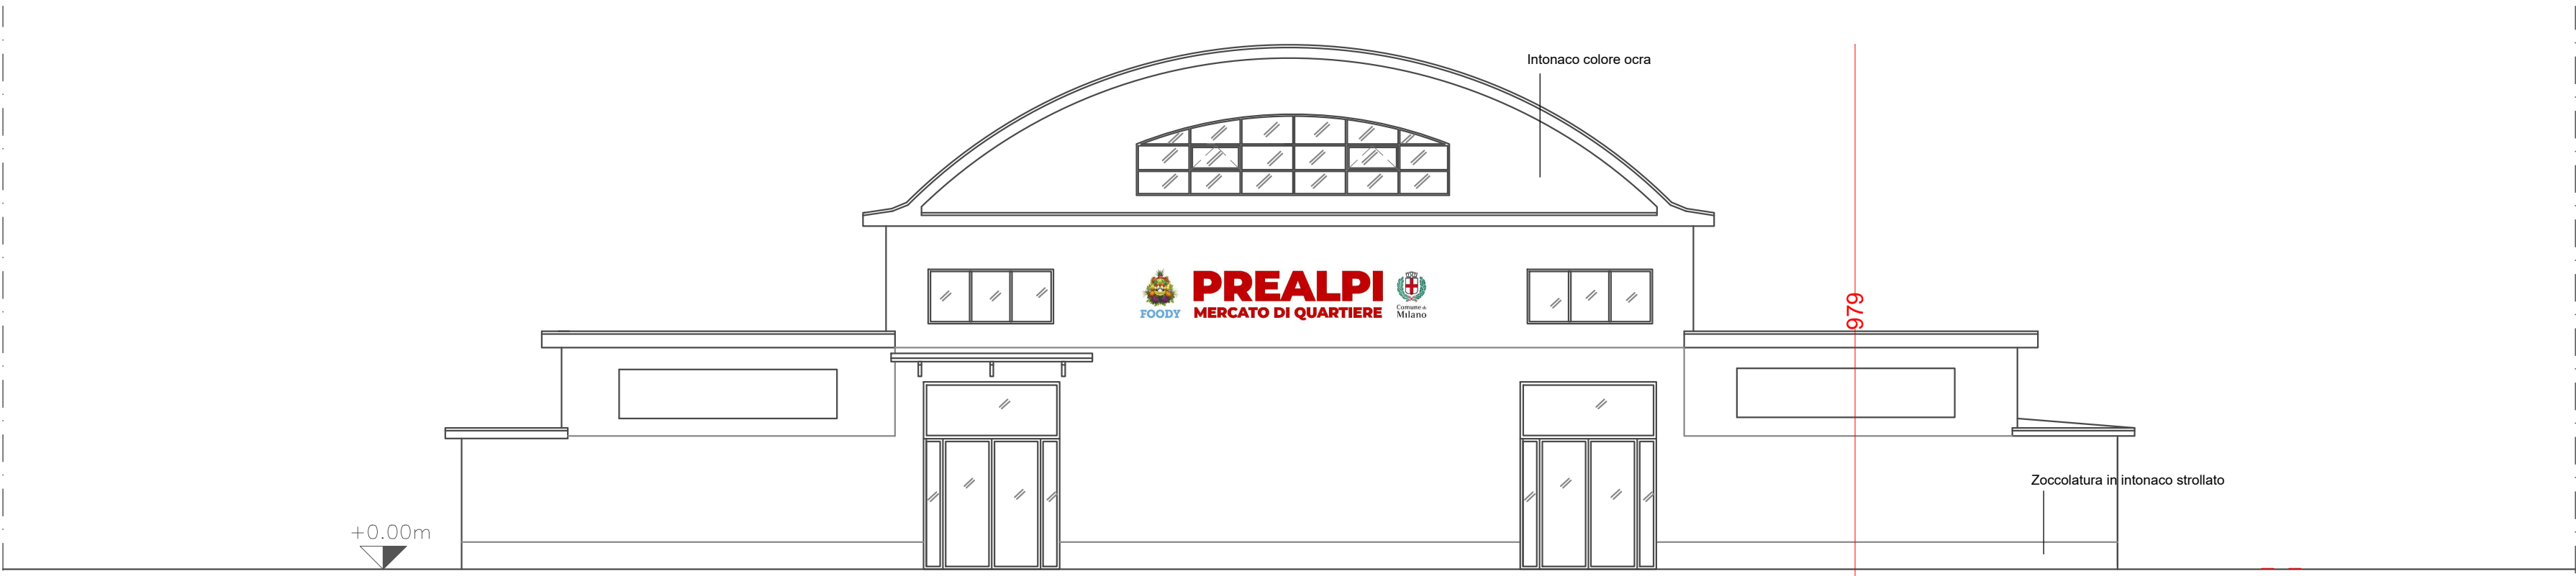 Intonaco colore ocra
FOODY
PREALPI
MERCATO DI QUARTIERE
Comune di
Milano
979
Zoccolatura in intonaco strollato
+0.00m